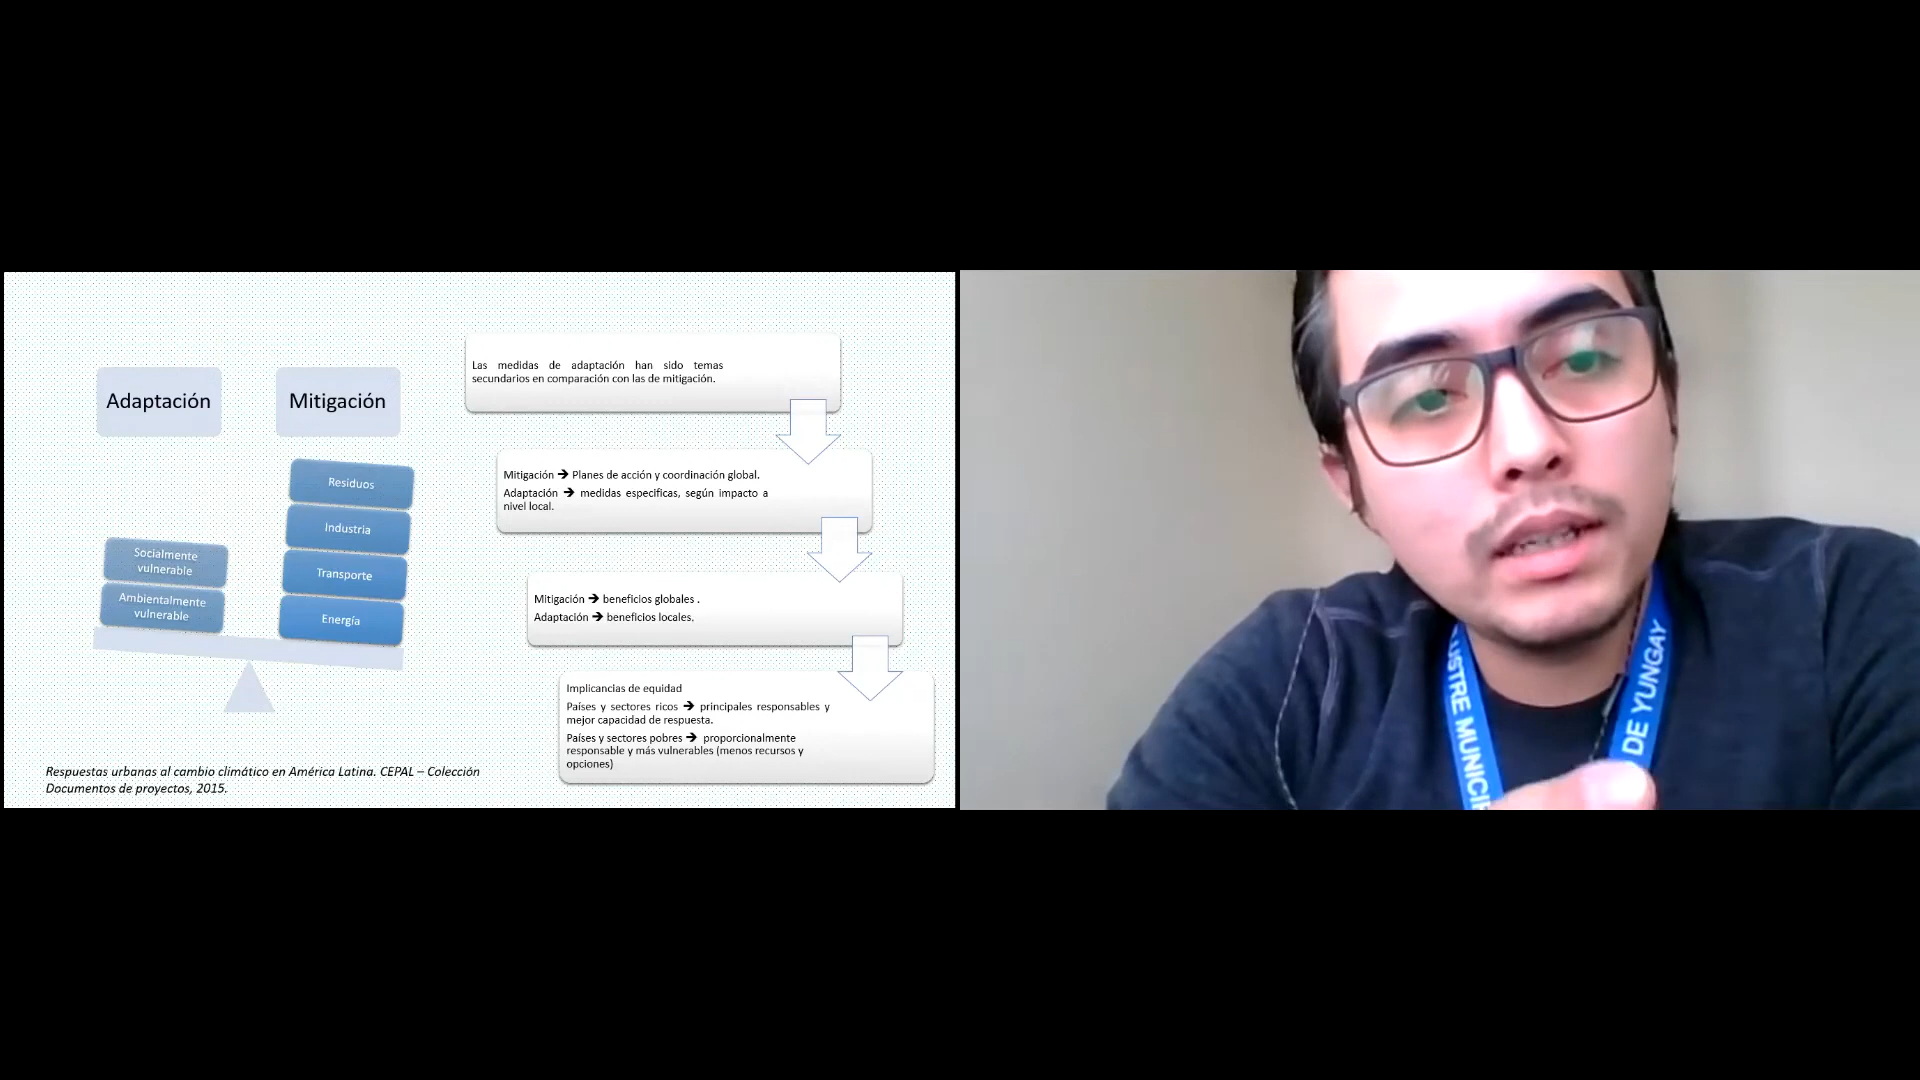 Adaptación
Mitigación
Residuos
Industria
Transporte
Energía
Socialmente
vulnerable
Ambientalmente
vulnerable
Las medidas de adaptación han sido temas
secundarios en comparación con las de mitigación.
Mitigación ➔ Planes de acción y coordinación global.
Adaptación ➔ medidas especificas, según impacto a
nivel local.
Mitigación ➔ beneficios globales .
Adaptación ➔ beneficios locales.
Implicancias de equidad
Países y sectores ricos ➔ principales responsables y
mejor capacidad de respuesta.
Países y sectores pobres ➔ proporcionalmente
responsable y más vulnerables (menos recursos y
opciones)
Respuestas urbanas al cambio climático en América Latina. CEPAL – Colección
Documentos de proyectos, 2015.
USTRE MUNICIP
DE YUNGAY